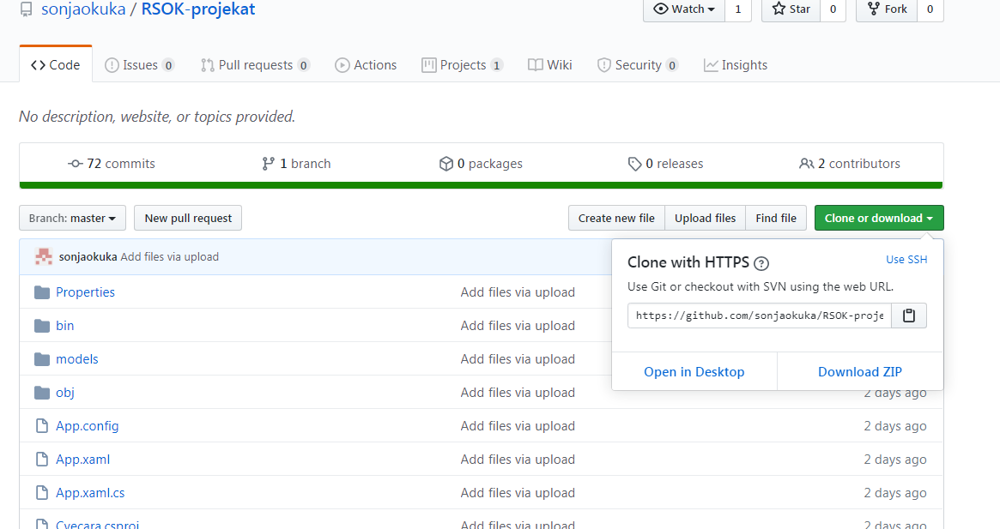 sonjaokuka / RSOK-projekat
Watch 1 Star 0 Fork 0
Code Issues 0 Pull requests 0 Actions Projects 1 Wiki Security 0 Insights
No description, website, or topics provided.
72 commits 1 branch 0 packages 0 releases 2 contributors
Branch: master New pull request Create new file Upload files Find file Clone or download
sonjaokuka Add files via upload
Clone with HTTPS ? Use SSH
Use Git or checkout with SVN using the web URL.
https://github.com/sonjaokuka/RSOK-proje
Open in Desktop Download ZIP
Properties Add files via upload
bin Add files via upload
models Add files via upload
obj Add files via upload 2 days ago
App.config Add files via upload 2 days ago
App.xaml Add files via upload 2 days ago
App.xaml.cs Add files via upload 2 days ago
Cvecara.csproj Add files via upload 2 days ago